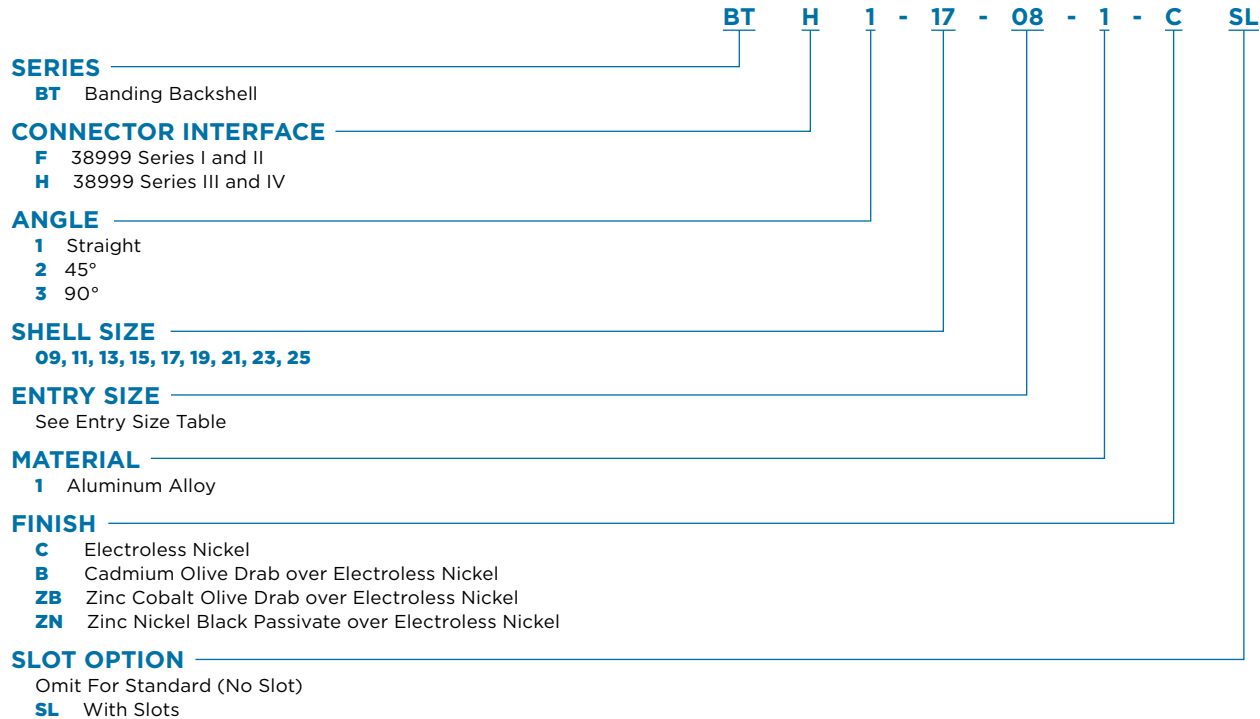 BT H 1 - 17 - 08 - 1 - C SL
SERIES
BT Banding Backshell
CONNECTOR INTERFACE
F 38999 Series I and II
H 38999 Series III and IV
ANGLE
1 Straight
2 45°
3 90°
SHELL SIZE
09, 11, 13, 15, 17, 19, 21, 23, 25
ENTRY SIZE
See Entry Size Table
MATERIAL
1 Aluminum Alloy
FINISH
C Electroless Nickel
B Cadmium Olive Drab over Electroless Nickel
ZB Zinc Cobalt Olive Drab over Electroless Nickel
ZN Zinc Nickel Black Passivate over Electroless Nickel
SLOT OPTION
Omit For Standard (No Slot)
SL With Slots